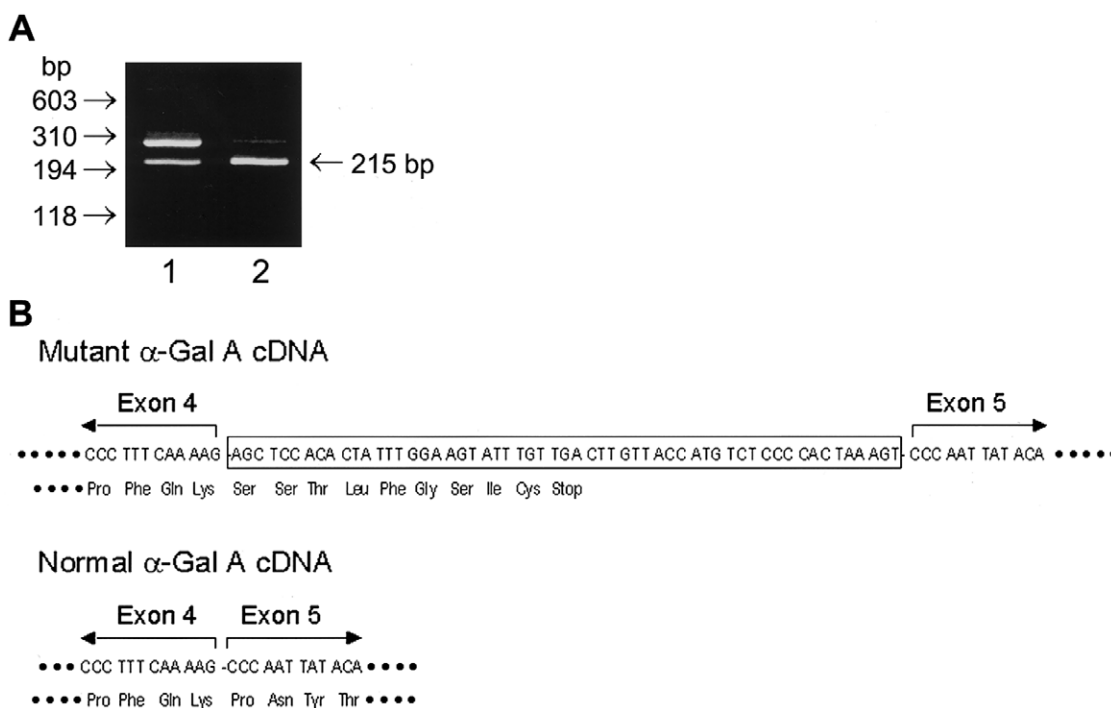 A
bp
603 →
310 →
194 →
118 →
← 215 bp
1 2
B
Mutant α-Gal A cDNA
Exon 4 Exon 5
•••••CCC TTT CAA AAG -AGC TCC ACA CTA TTT GGA AGT ATT TGT TGA CTT GTT ACC ATG TCT CCC CAC TAA AGT- CCC AAT TAT ACA•••••
••••Pro Phe Gln Lys Ser Ser Thr Leu Phe Gly Ser Ile Cys Stop
Normal α-Gal A cDNA
Exon 4 Exon 5
•••CCC TTT CAA AAG -CCC AAT TAT ACA••••
••••Pro Phe Gln Lys Pro Asn Tyr Thr••••